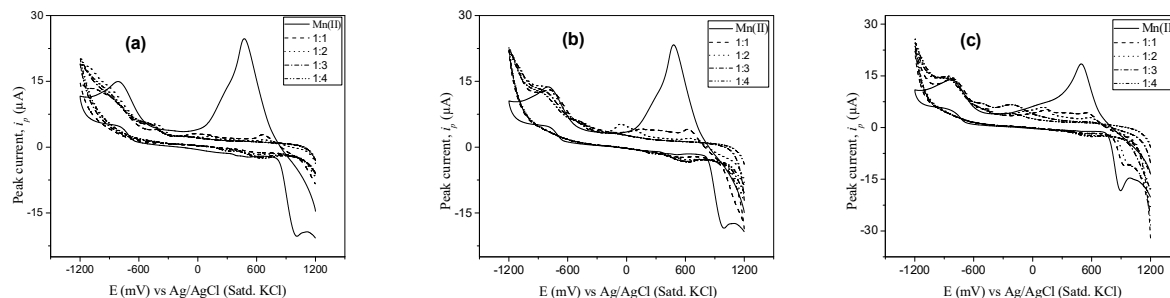 (a)
Mn(II)
1:1
1:2
1:3
1:4
30
15
0
-15
Peak current, i_p (µA)
-1200 -600 0 600 1200
E (mV) vs Ag/AgCl (Satd. KCl)
(b)
Mn(II)
1:1
1:2
1:3
1:4
30
15
0
-15
Peak current, i_p (µA)
-1200 -600 0 600 1200
E (mV) vs Ag/AgCl (Satd. KCl)
(c)
Mn(II)
1:1
1:2
1:3
1:4
30
15
0
-15
-30
Peak current, i_p (µA)
-1200 -600 0 600 1200
E (mV) vs Ag/AgCl (Satd. KCl)